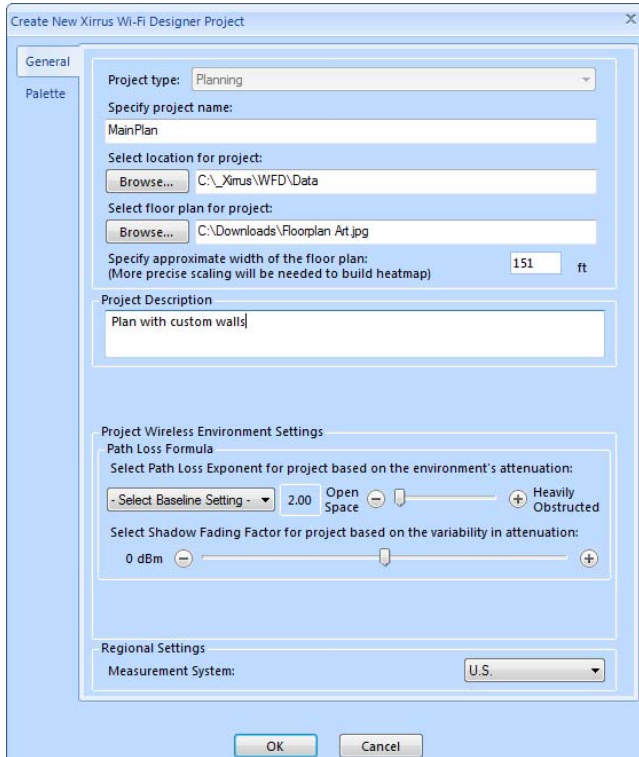 Create New Xirrus Wi-Fi Designer Project
X
General
Palette
Project type: Planning
Specify project name:
MainPlan
Select location for project:
Browse... C:\_Xirrus\WFD\Data
Select floor plan for project:
Browse... C:\Downloads\Floorplan Art.jpg
Specify approximate width of the floor plan:
(More precise scaling will be needed to build heatmap)
151 ft
Project Description
Plan with custom walls
Project Wireless Environment Settings
Path Loss Formula
Select Path Loss Exponent for project based on the environment's attenuation:
- Select Baseline Setting - 2.00 Open Space Heavily Obstructed
Select Shadow Fading Factor for project based on the variability in attenuation:
0 dBm
Regional Settings
Measurement System: U.S.
OK Cancel